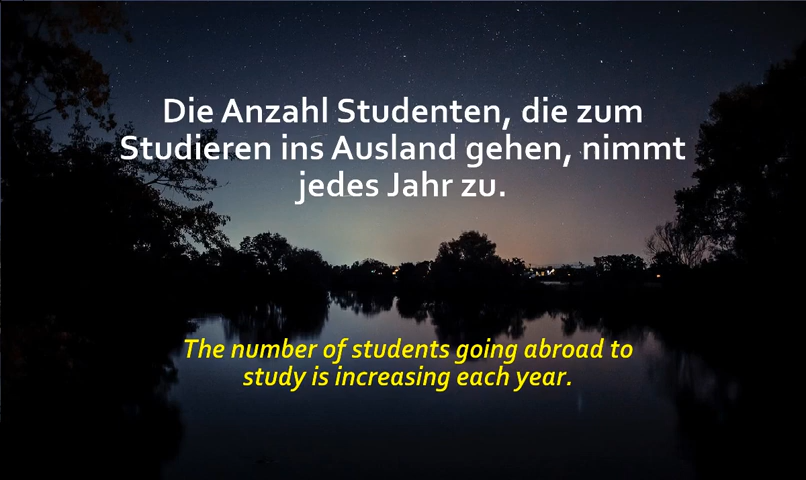 Die Anzahl Studenten, die zum
Studieren ins Ausland gehen, nimmt
jedes Jahr zu.
The number of students going abroad to
study is increasing each year.